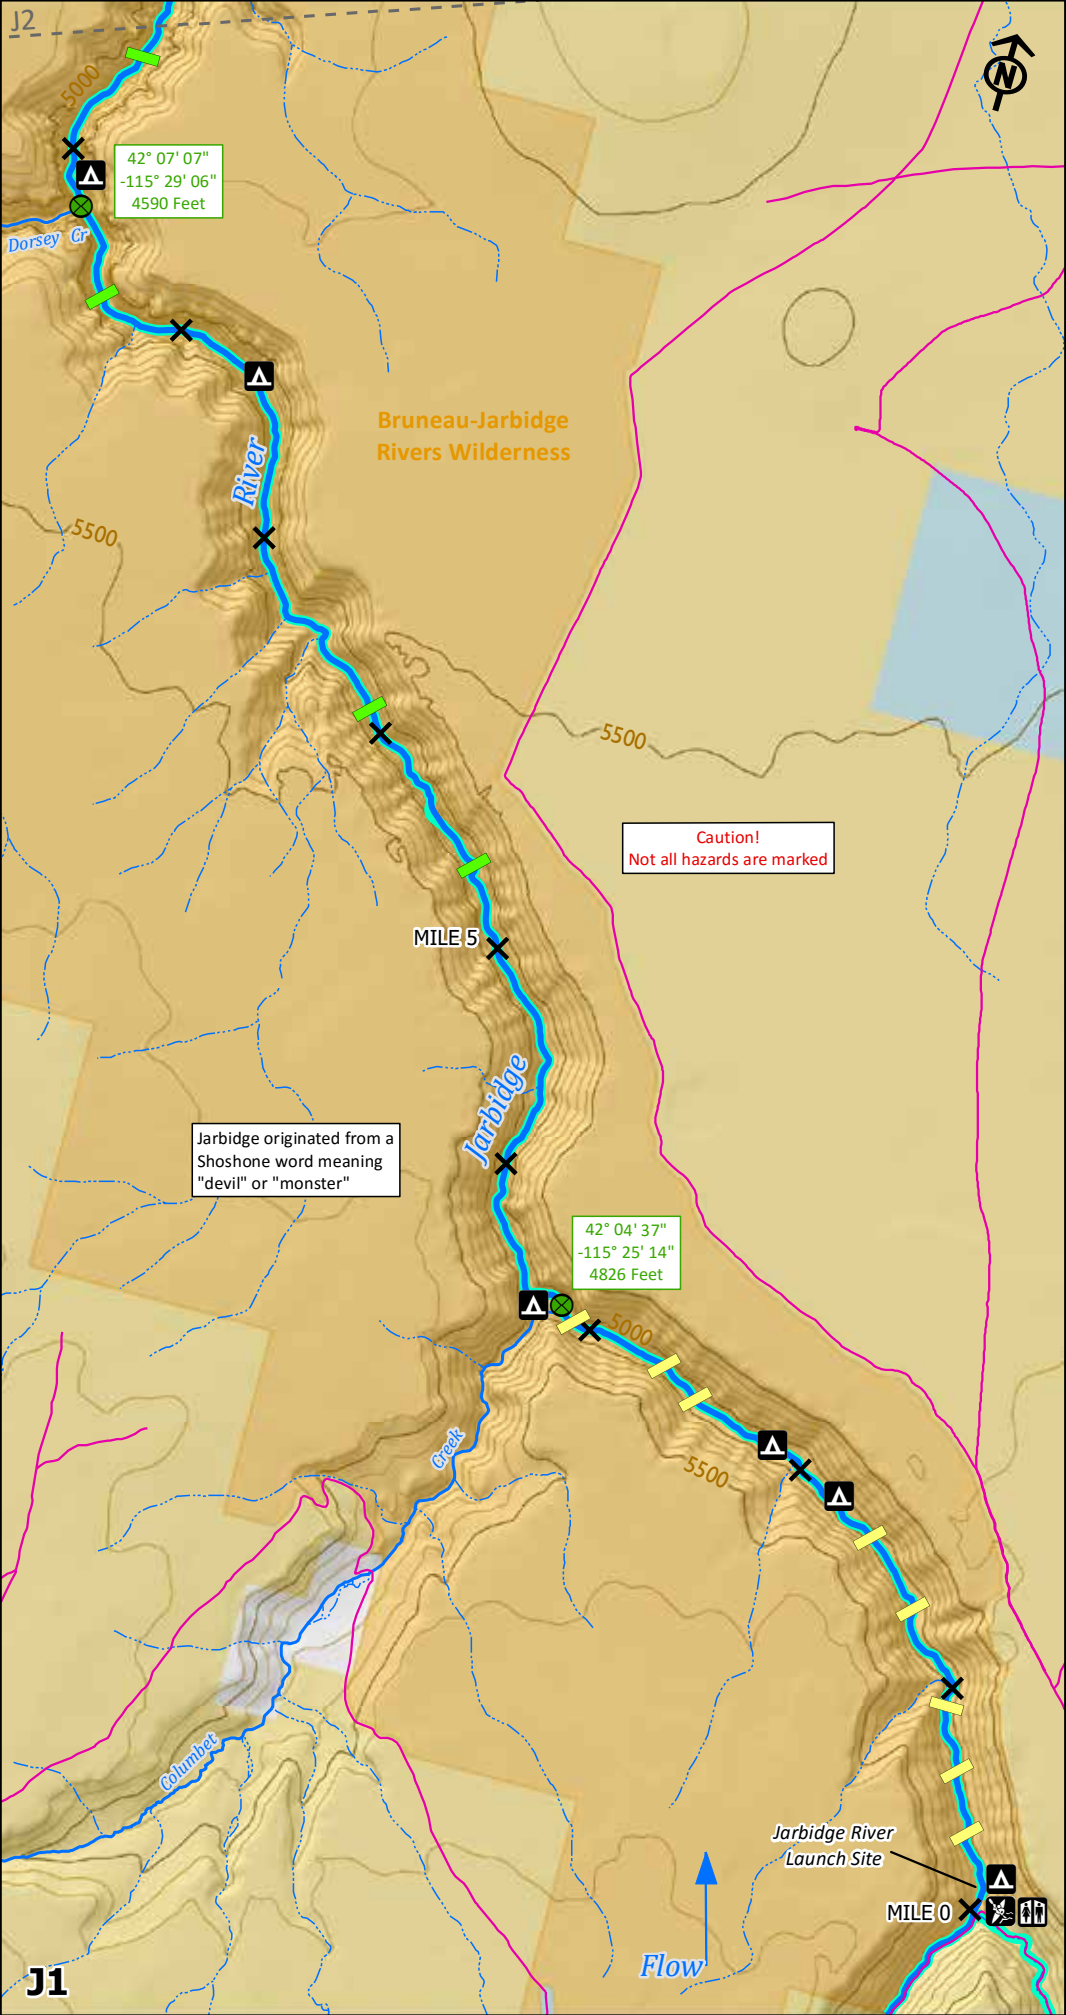 J2
N
5000
42° 07' 07"
-115° 29' 06"
4590 Feet
Dorsey Cr
Bruneau-Jarbidge
Rivers Wilderness
River
5500
5500
Caution!
Not all hazards are marked
MILE 5
Jarbidge
Jarbidge originated from a
Shoshone word meaning
"devil" or "monster"
42° 04' 37"
-115° 25' 14"
4826 Feet
5000
5500
Creek
Columbet
Jarbidge River
Launch Site
MILE 0
Flow
J1